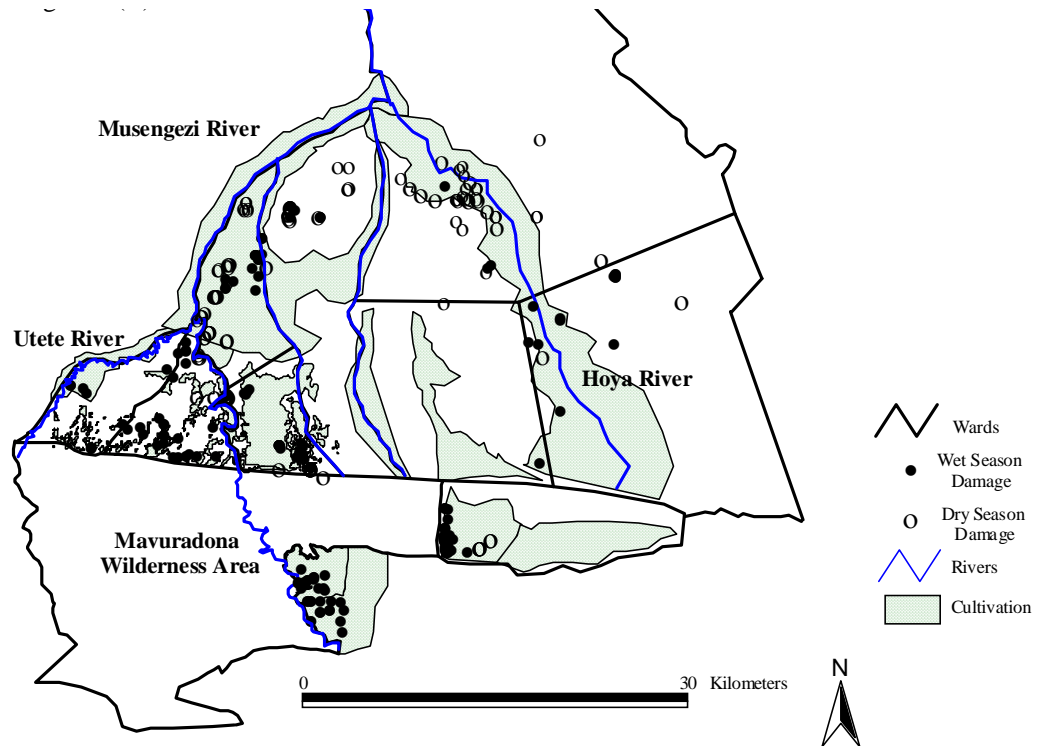 Musengezi River
Utete River
Hoya River
Wards
Wet Season
Damage
Dry Season
Damage
Mavuradona
Wilderness Area
Rivers
Cultivation
N
0 30 Kilometers